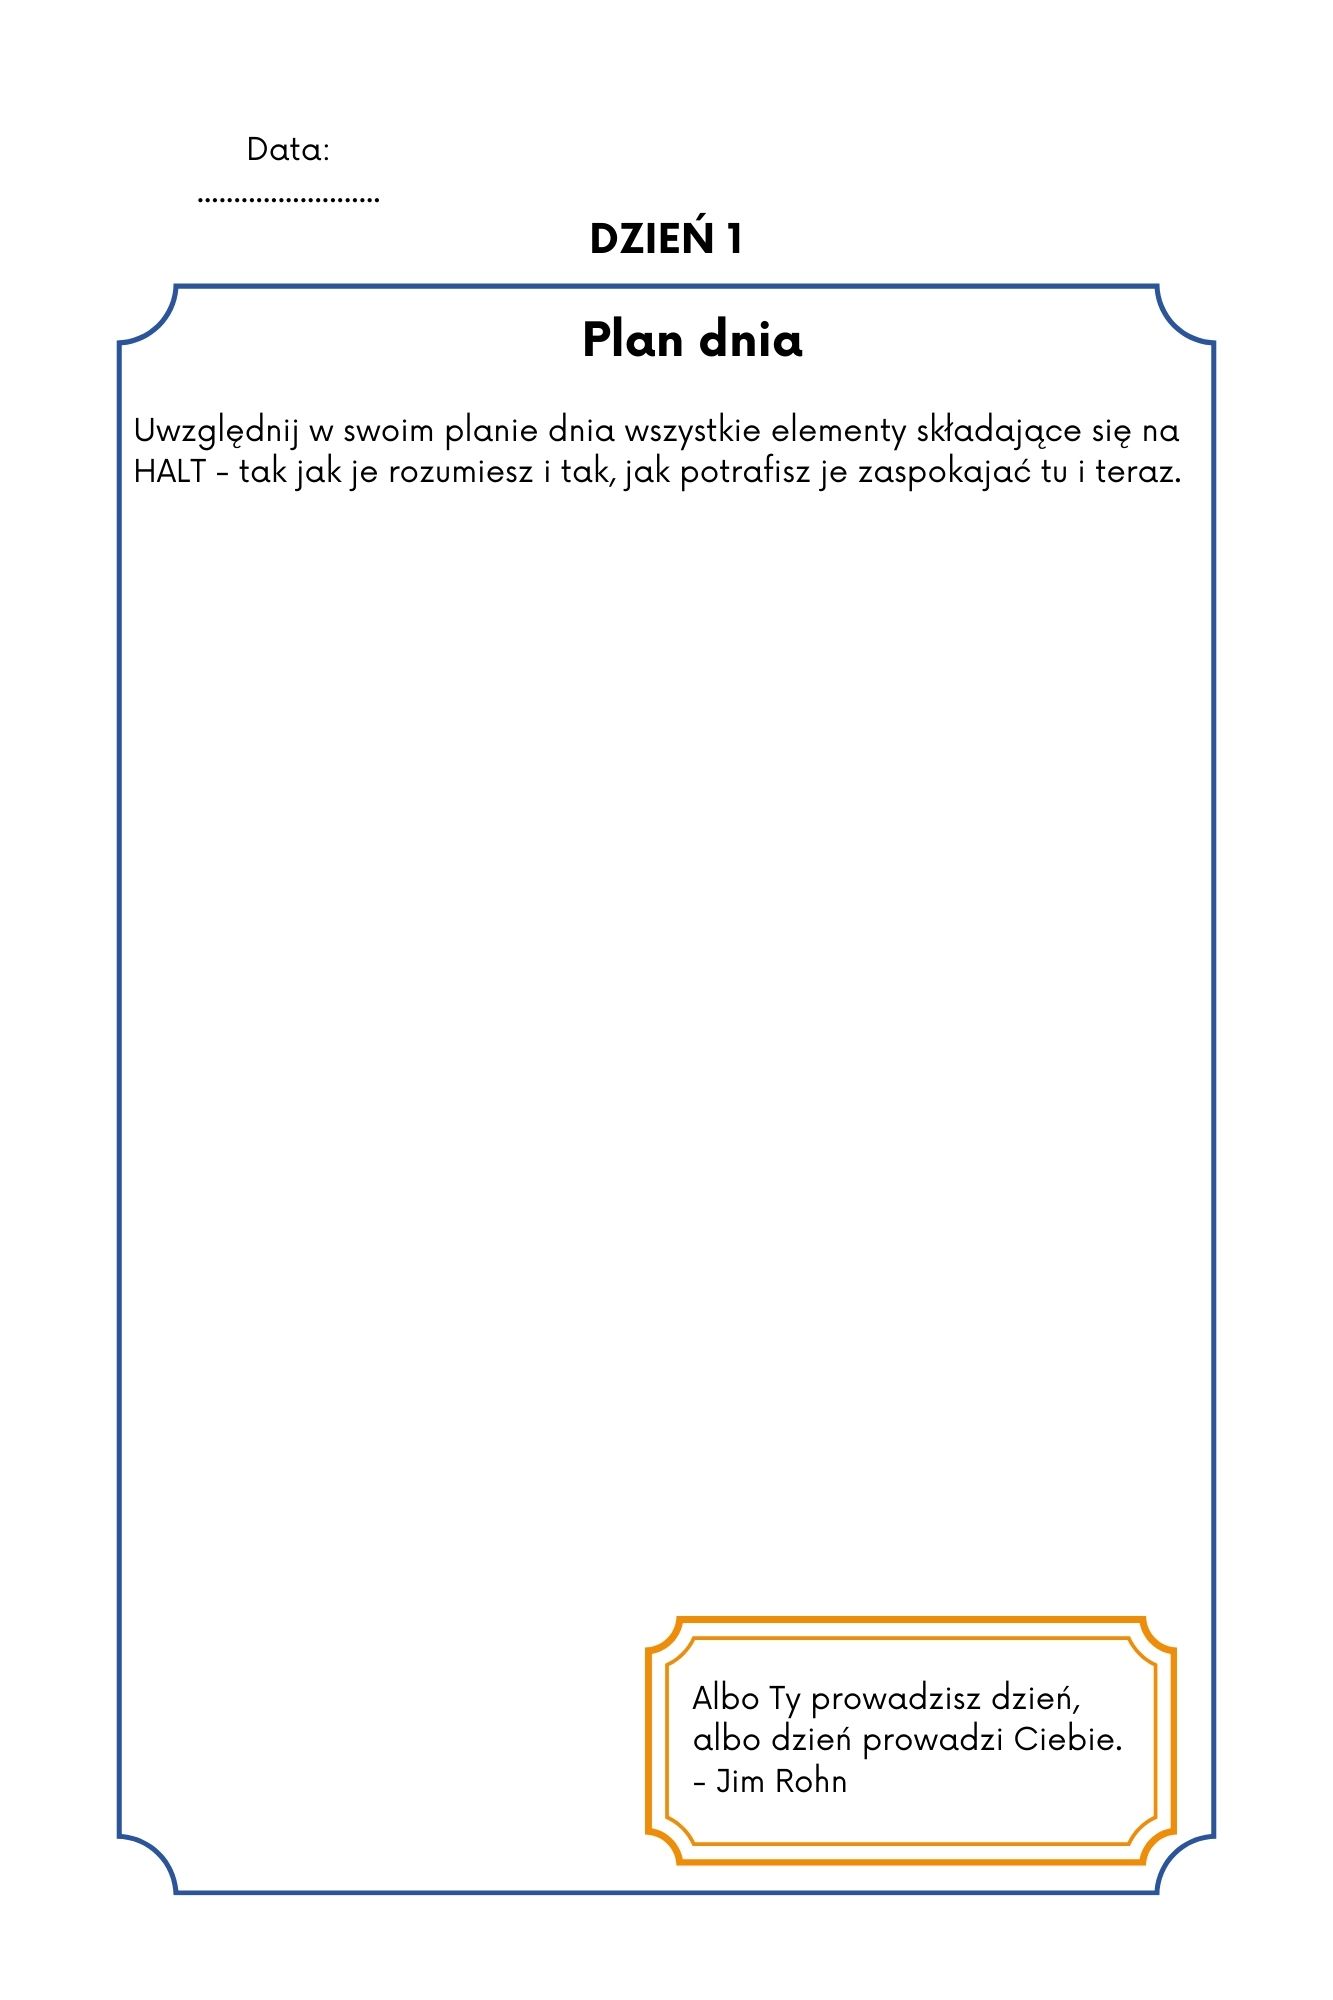 Data:
.........................
DZIEŃ 1
Plan dnia
Uwzględnij w swoim planie dnia wszystkie elementy składające się na
HALT - tak jak je rozumiesz i tak, jak potrafisz je zaspokajać tu i teraz.
Albo Ty prowadzisz dzień,
albo dzień prowadzi Ciebie.
- Jim Rohn